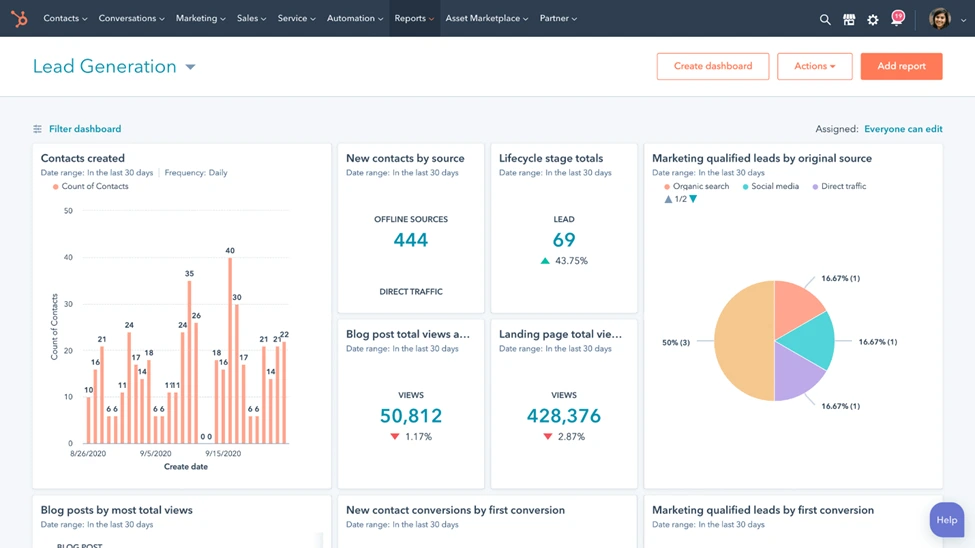 Contacts Conversations Marketing Sales Service Automation Reports Asset Marketplace Partner 19
Lead Generation
Create dashboard Actions Add report
Filter dashboard
Assigned: Everyone can edit
Contacts created
Date range: In the last 30 days Frequency: Daily
Count of Contacts
50
40
30
20
10
0
Count of Contacts
10 16 21 6 6 11 24 17 14 18 6 6 11 11 24 35 26 0 0 18 16 40 30 17 6 6 21 14 21 22
8/26/2020 9/5/2020 9/15/2020
Create date
New contacts by source
Date range: In the last 30 days
OFFLINE SOURCES
444
DIRECT TRAFFIC
Lifecycle stage totals
Date range: In the last 30 days
LEAD
69
43.75%
Marketing qualified leads by original source
Date range: In the last 30 days
Organic search Social media Direct traffic
1/2
16.67% (1)
50% (3)
16.67% (1)
16.67% (1)
Blog post total views a...
Date range: In the last 30 days
VIEWS
50,812
1.17%
Landing page total vie...
Date range: In the last 30 days
VIEWS
428,376
2.87%
Blog posts by most total views
Date range: In the last 30 days
BLOG POST
New contact conversions by first conversion
Date range: In the last 30 days
Marketing qualified leads by first conversion
Date range: In the last 30 days
Help